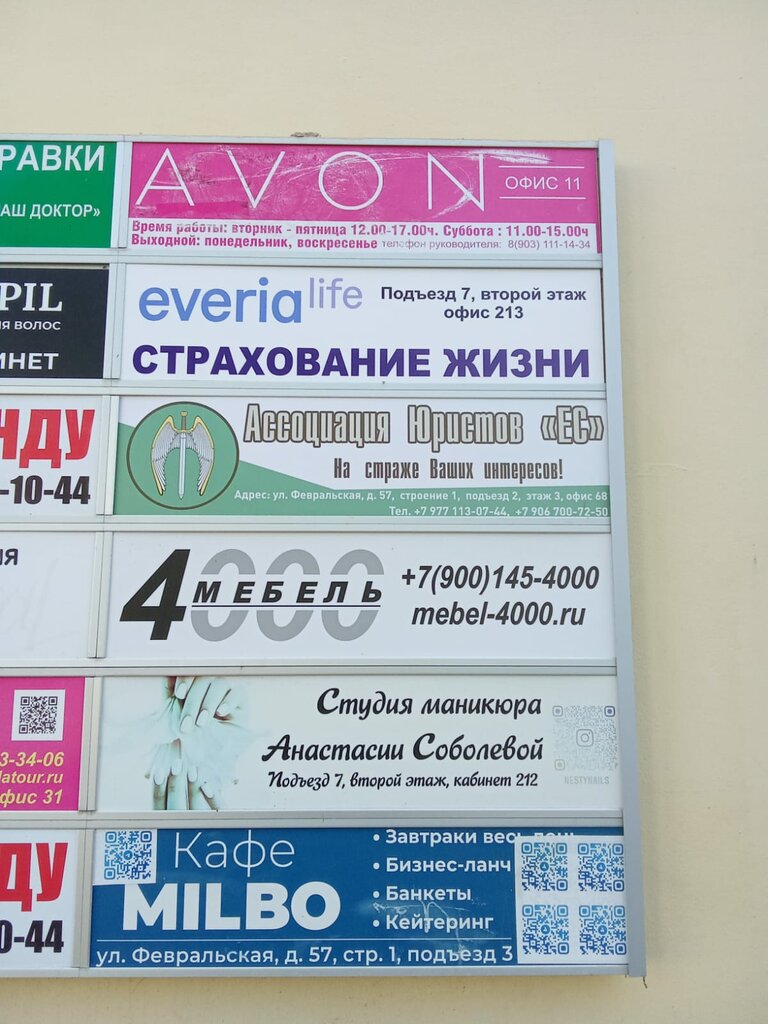 РАВКИ
АШ ДОКТОР»
AVON
ОФИС 11
Время работы: вторник - пятница 12.00-17.00ч. Суббота : 11.00-15.00ч
Выходной: понедельник, воскресенье телефон руководителя: 8(903) 111-14-34
PIL
Я ВОЛОС
ИНЕТ
everia life
Подъезд 7, второй этаж
офис 213
СТРАХОВАНИЕ ЖИЗНИ
НДУ
-10-44
Ассоциация Юристов «ЕС»
На страже Ваших интересов!
Адрес: ул. Февральская, д. 57, строение 1, подъезд 2, этаж 3, офис 68
Тел. +7 977 113-07-44, +7 906 700-72-50
ия
4000
МЕБЕЛЬ
+7(900)145-4000
mebel-4000.ru
3-34-06
latour.ru
фис 31
Студия маникюра
Анастасии Соболевой
Подъезд 7, второй этаж, кабинет 212
NESTYNAILS
ДУ
0-44
Кафе
MILBO
• Завтраки весь день
• Бизнес-ланч
• Банкеты
• Кейтеринг
ул. Февральская, д. 57, стр. 1, подъезд 3